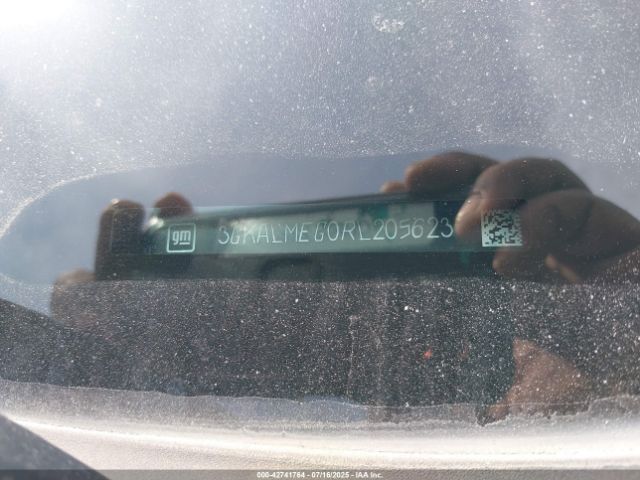 gm 3GKALMEG0RL205623
000-42741764 - 07/16/2025 - IAA Inc.